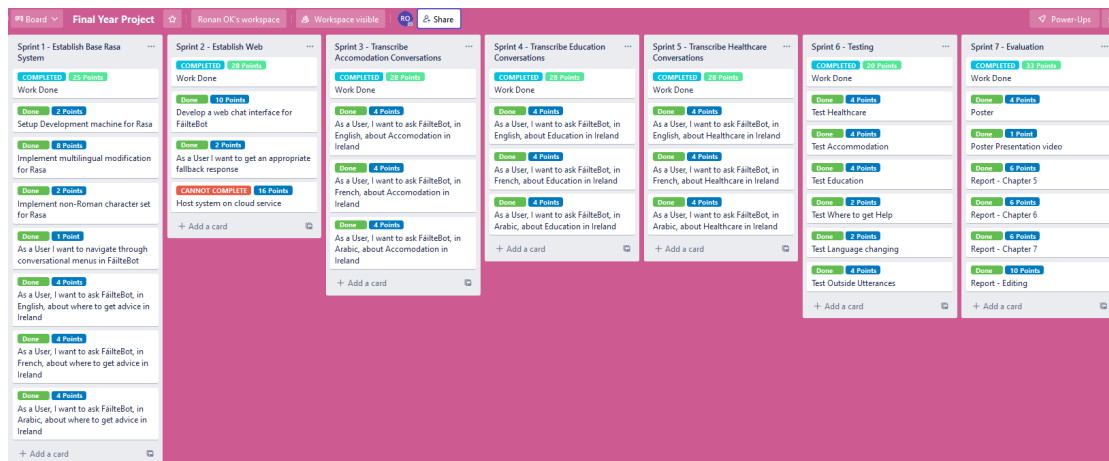 Board
Final Year Project
Ronan OK's workspace
Workspace visible
RO
Share
Power-Ups
Sprint 1 - Establish Base Rasa
System
COMPLETED 25 Points
Work Done
Done 2 Points
Setup Development machine for Rasa
Done 8 Points
Implement multilingual modification
for Rasa
Done 2 Points
Implement non-Roman character set
for Rasa
Done 1 Point
As a User I want to navigate through
conversational menus in FáilteBot
Done 4 Points
As a User, I want to ask FáilteBot, in
English, about where to get advice in
Ireland
Done 4 Points
As a User, I want to ask FáilteBot, in
French, about where to get advice in
Ireland
Done 4 Points
As a User, I want to ask FáilteBot, in
Arabic, about where to get advice in
Ireland
+ Add a card
Sprint 2 - Establish Web
COMPLETED 28 Points
Work Done
Done 10 Points
Develop a web chat interface for
FáilteBot
Done 2 Points
As a User I want to get an appropriate
fallback response
CANNOT COMPLETE 16 Points
Host system on cloud service
+ Add a card
Sprint 3 - Transcribe
Accomodation Conversations
COMPLETED 28 Points
Work Done
Done 4 Points
As a User, I want to ask FáilteBot, in
English, about Accomodation in
Ireland
Done 4 Points
As a User, I want to ask FáilteBot, in
French, about Accomodation in
Ireland
Done 4 Points
As a User, I want to ask FáilteBot, in
Arabic, about Accomodation in
Ireland
+ Add a card
Sprint 4 - Transcribe Education
Conversations
COMPLETED 28 Points
Work Done
Done 4 Points
As a User, I want to ask FáilteBot, in
English, about Education in Ireland
Done 4 Points
As a User, I want to ask FáilteBot, in
French, about Education in Ireland
Done 4 Points
As a User, I want to ask FáilteBot, in
Arabic, about Education in Ireland
+ Add a card
Sprint 5 - Transcribe Healthcare
Conversations
COMPLETED 28 Points
Work Done
Done 4 Points
As a User, I want to ask FáilteBot, in
English, about Healthcare in Ireland
Done 4 Points
As a User, I want to ask FáilteBot, in
French, about Healthcare in Ireland
Done 4 Points
As a User, I want to ask FáilteBot, in
Arabic, about Healthcare in Ireland
+ Add a card
Sprint 6 - Testing
COMPLETED 20 Points
Work Done
Done 4 Points
Test Healthcare
Done 4 Points
Test Accommodation
Done 4 Points
Test Education
Done 2 Points
Test Where to get Help
Done 2 Points
Test Language changing
Done 4 Points
Test Outside Utterances
+ Add a card
Sprint 7 - Evaluation
COMPLETED 33 Points
Work Done
Done 4 Points
Poster
Done 1 Point
Poster Presentation video
Done 6 Points
Report - Chapter 5
Done 6 Points
Report - Chapter 6
Done 6 Points
Report - Chapter 7
Done 10 Points
Report - Editing
+ Add a card